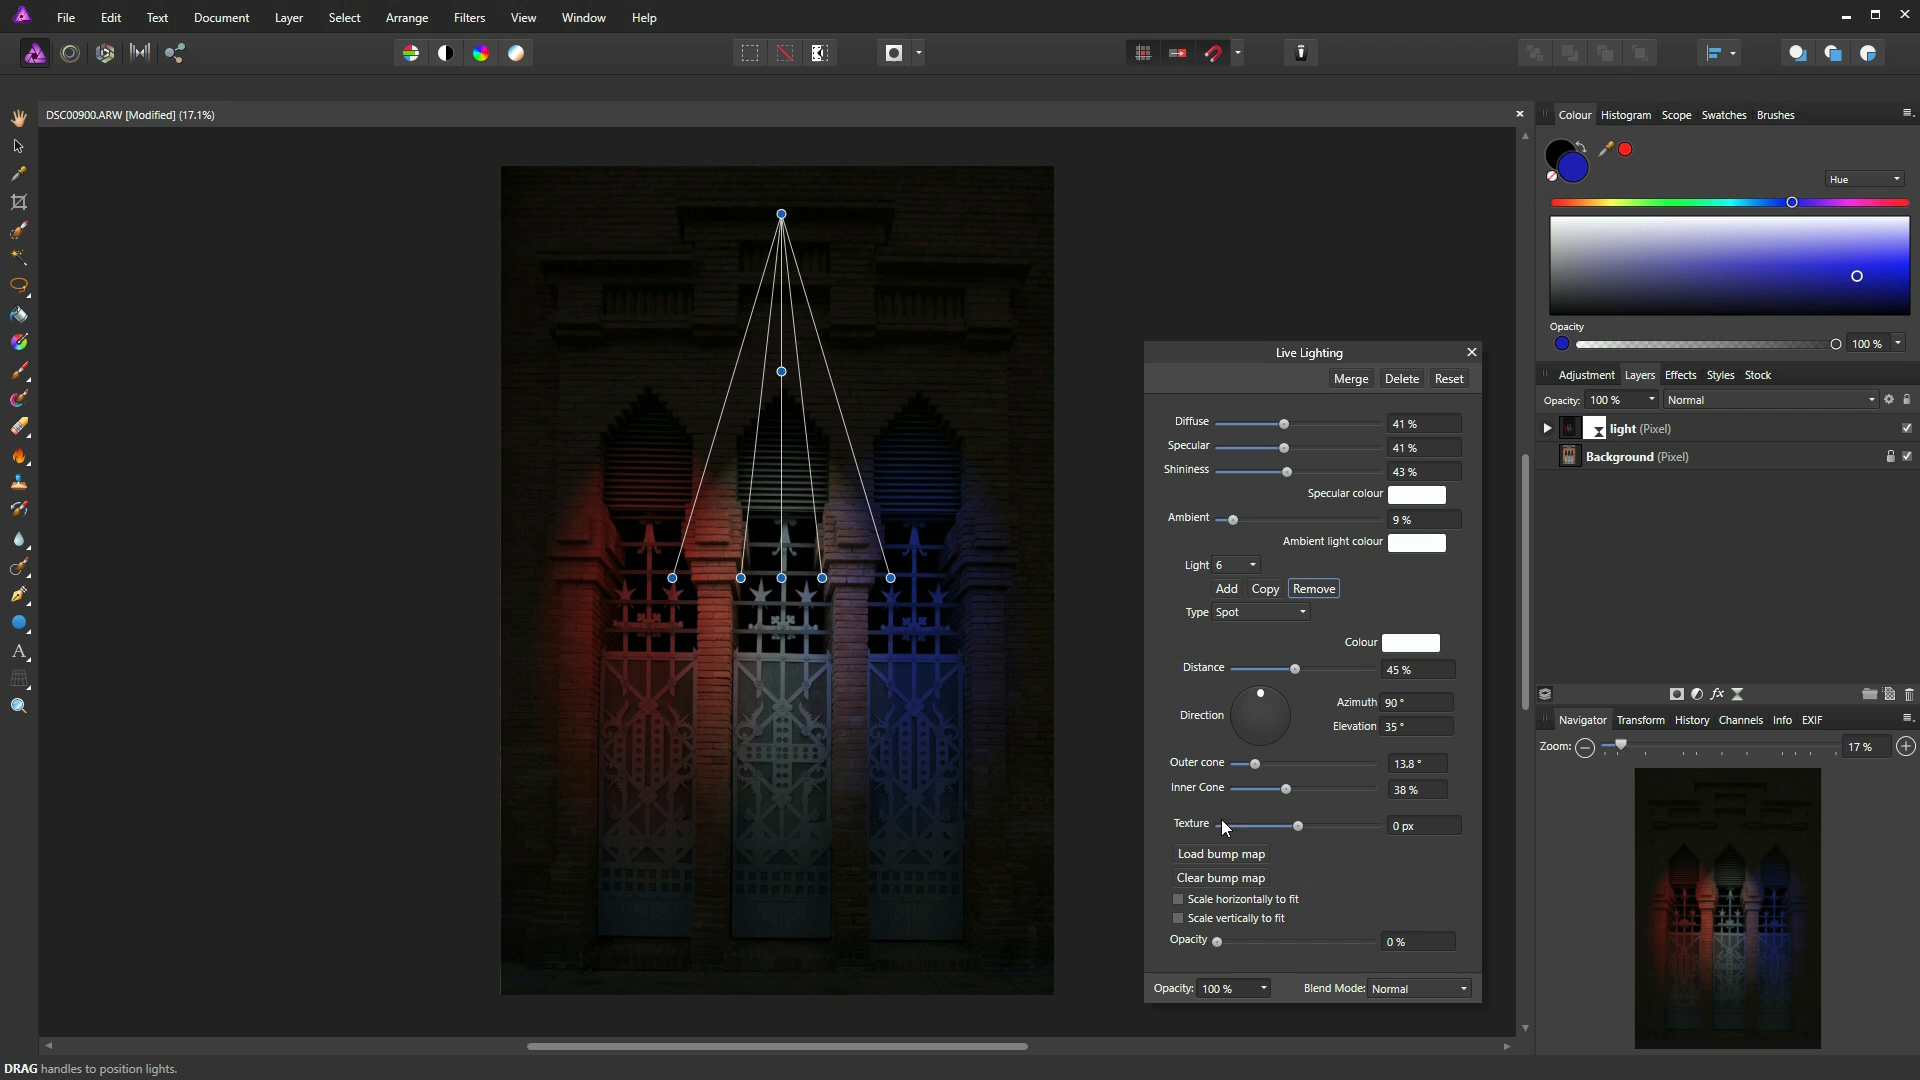 File Edit Text Document Layer Select Arrange Filters View Window Help
DSC00900.ARW [Modified] (17.1%)
Colour Histogram Scope Swatches Brushes
Hue
Opacity
100 %
Adjustment Layers Effects Styles Stock
Opacity: 100 % Normal
light (Pixel)
Background (Pixel)
Navigator Transform History Channels Info EXIF
Zoom: 17 %
Live Lighting
Merge Delete Reset
Diffuse 41 %
Specular 41 %
Shininess 43 %
Specular colour
Ambient 9 %
Ambient light colour
Light 6
Add Copy Remove
Type Spot
Colour
Distance 45 %
Direction Azimuth 90 °
Elevation 35 °
Outer cone 13.8 °
Inner Cone 38 %
Texture 0 px
Load bump map
Clear bump map
Scale horizontally to fit
Scale vertically to fit
Opacity 0 %
Opacity: 100 % Blend Mode: Normal
DRAG handles to position lights.